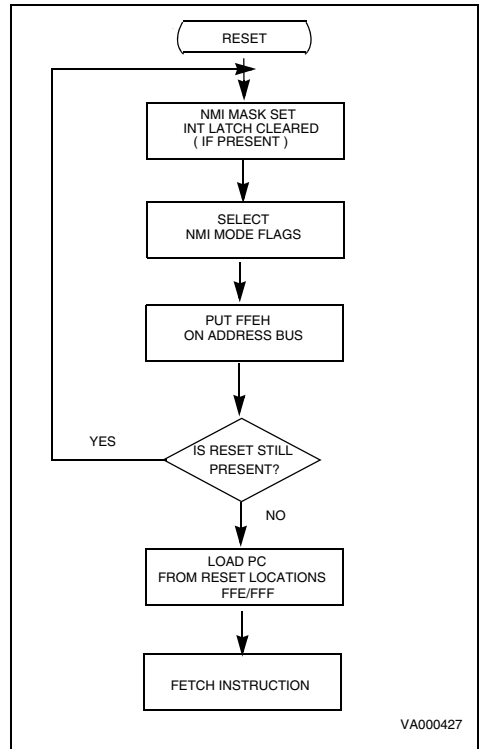 RESET
NMI MASK SET
INT LATCH CLEARED
( IF PRESENT )
SELECT
NMI MODE FLAGS
PUT FFEH
ON ADDRESS BUS
YES
IS RESET STILL
PRESENT?
NO
LOAD PC
FROM RESET LOCATIONS
FFE/FFF
FETCH INSTRUCTION
VA000427